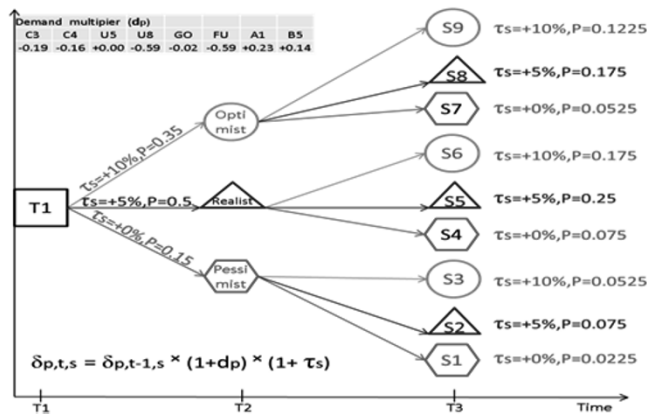 Demand multipier (dp)
C3 C4 U5 U8 GO FU A1 B5
-0.19 -0.16 +0.00 -0.59 -0.02 -0.59 +0.23 +0.14
S9 τs=+10%,P=0.1225
S8 τs=+5%,P=0.175
S7 τs=+0%,P=0.0525
Opti
mist
τs=+10%,P=0.35
S6 τs=+10%,P=0.175
T1
τs=+5%,P=0.5
Realist
S5 τs=+5%,P=0.25
S4 τs=+0%,P=0.075
τs=+0%,P=0.15
Pessi
mist
S3 τs=+10%,P=0.0525
S2 τs=+5%,P=0.075
S1 τs=+0%,P=0.0225
δp,t,s = δp,t-1,s × (1+dp) × (1+ τs)
T1 T2 T3 Time